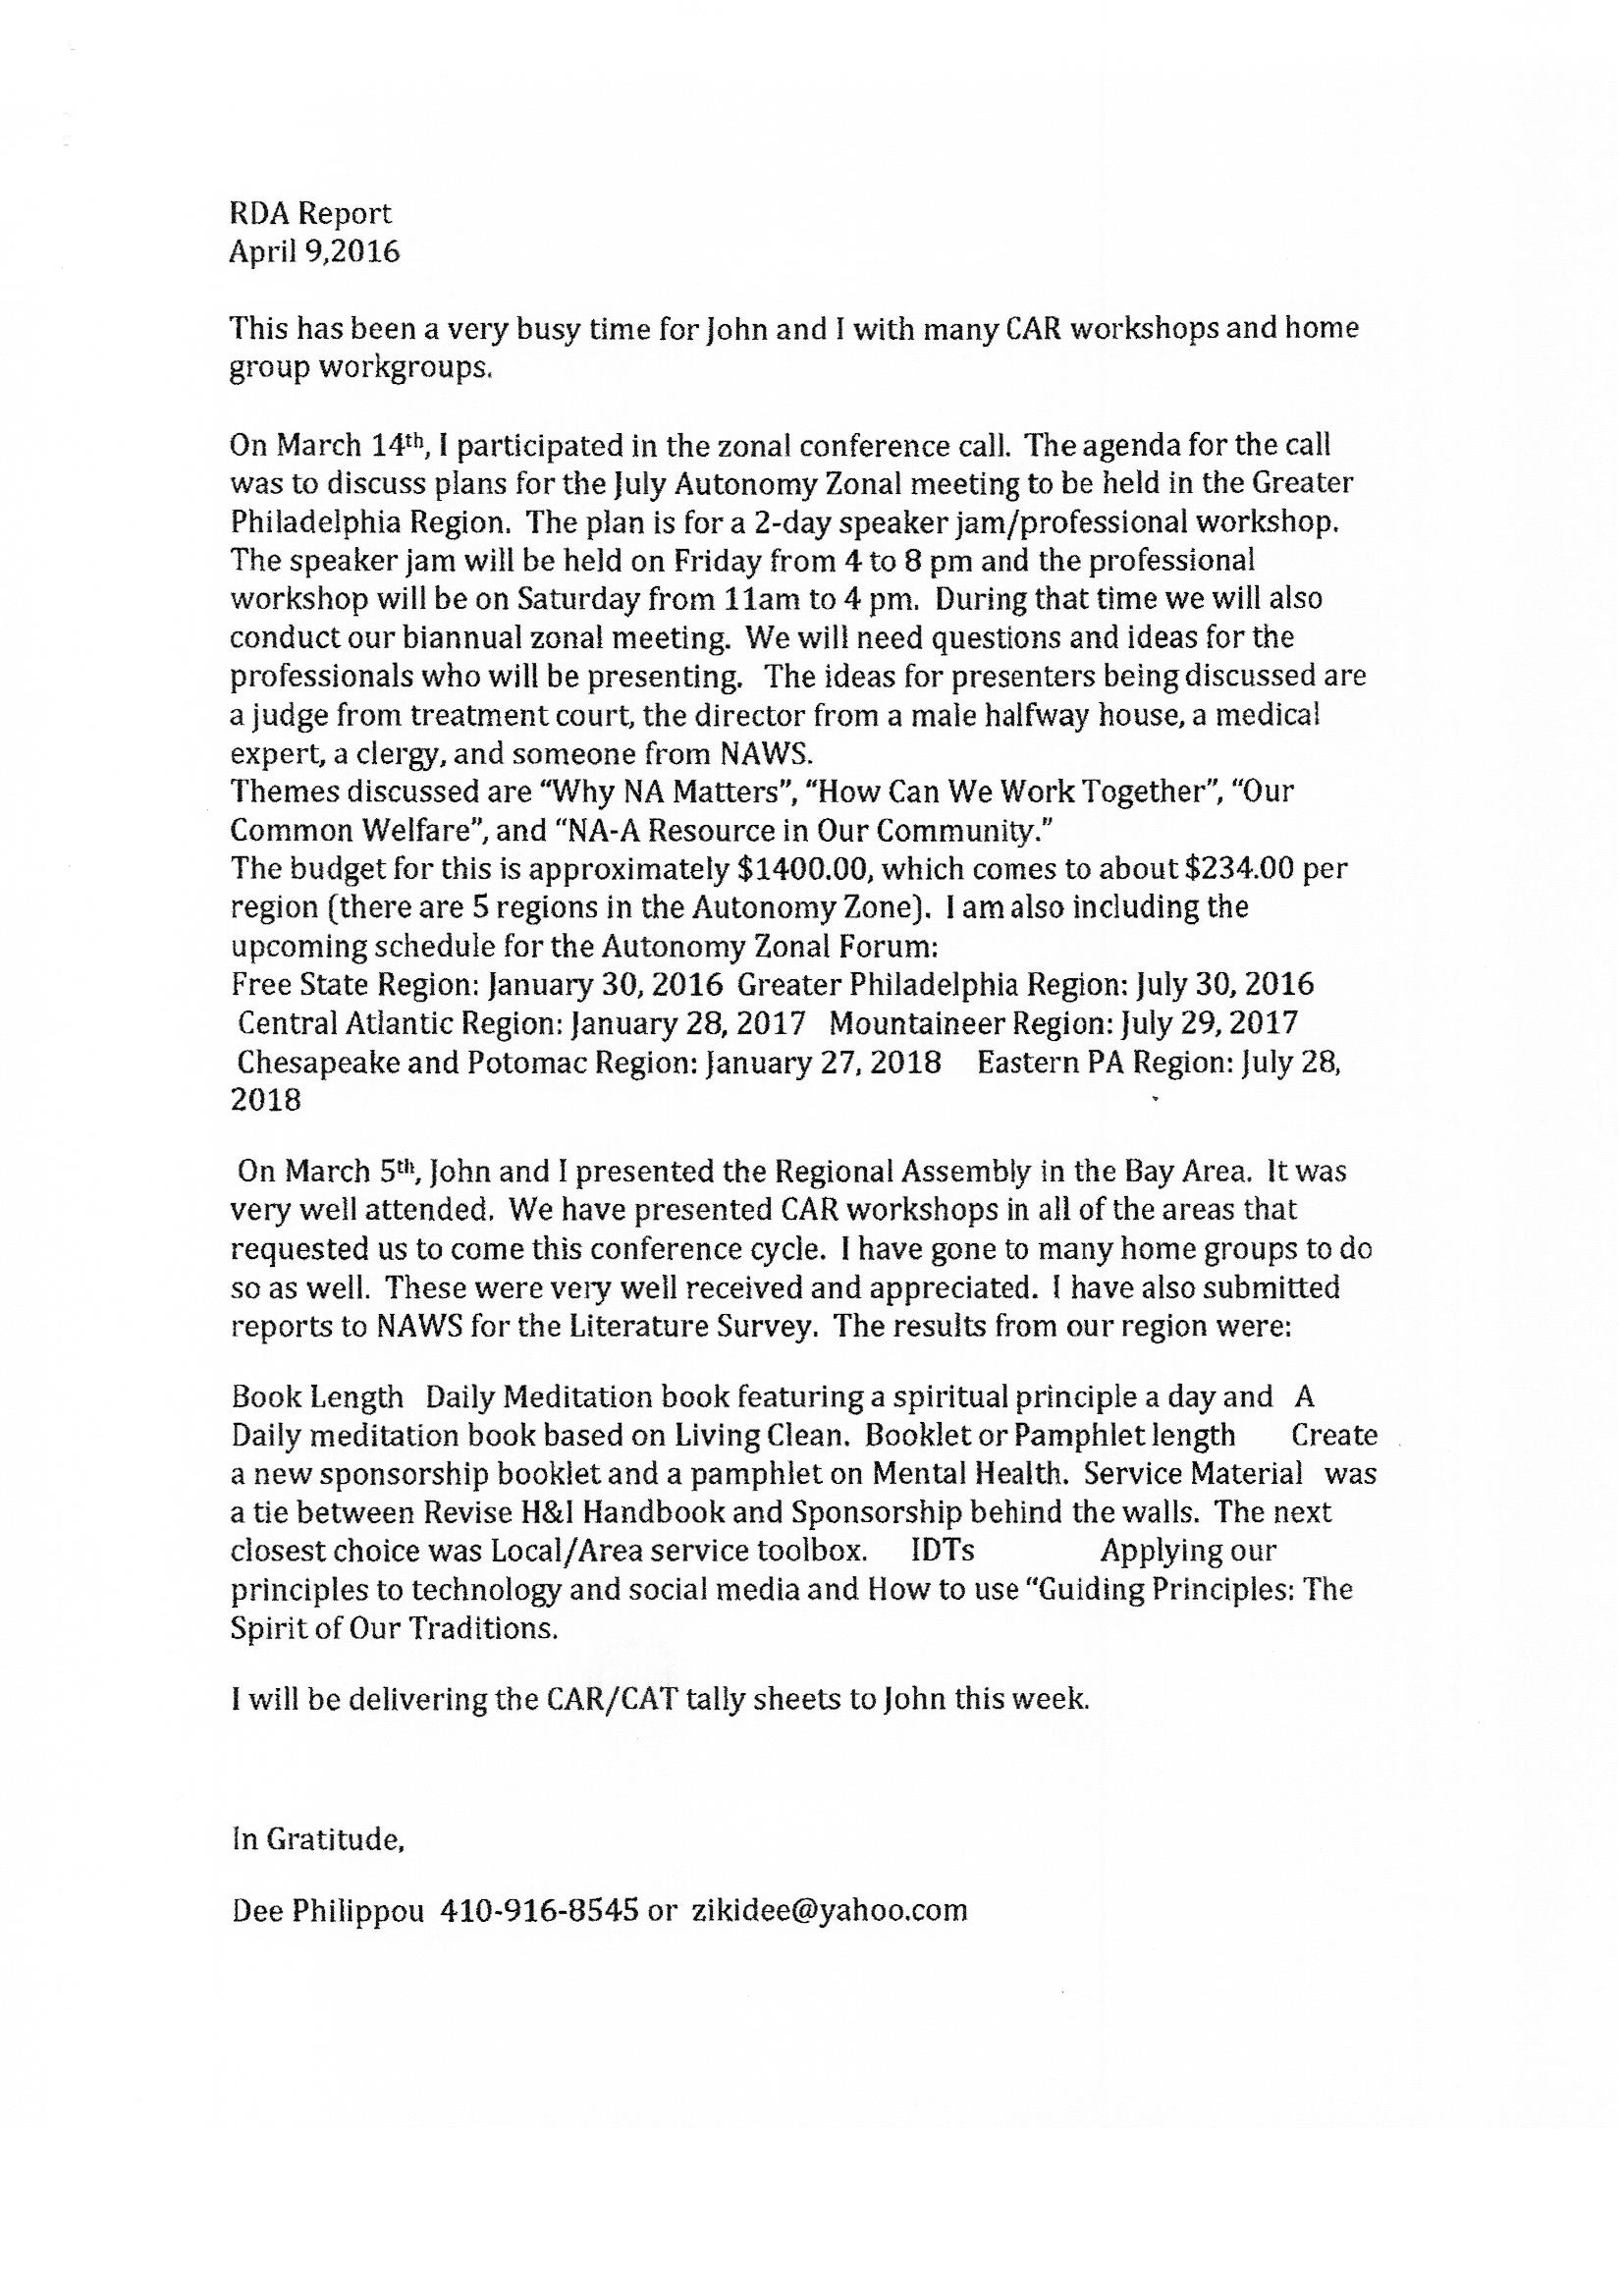 RDA Report
April 9,2016
This has been a very busy time for John and I with many CAR workshops and home
group workgroups.
On March 14th, I participated in the zonal conference call.  The agenda for the call
was to discuss plans for the July Autonomy Zonal meeting to be held in the Greater
Philadelphia Region.  The plan is for a 2-day speaker jam/professional workshop.
The speaker jam will be held on Friday from 4 to 8 pm and the professional
workshop will be on Saturday from 11am to 4 pm.  During that time we will also
conduct our biannual zonal meeting.  We will need questions and ideas for the
professionals who will be presenting.   The ideas for presenters being discussed are
a judge from treatment court, the director from a male halfway house, a medical
expert, a clergy, and someone from NAWS.
Themes discussed are “Why NA Matters”, “How Can We Work Together”, “Our
Common Welfare”, and “NA-A Resource in Our Community.”
The budget for this is approximately $1400.00, which comes to about $234.00 per
region (there are 5 regions in the Autonomy Zone).  I am also including the
upcoming schedule for the Autonomy Zonal Forum:
Free State Region: January 30, 2016  Greater Philadelphia Region: July 30, 2016
Central Atlantic Region: January 28, 2017   Mountaineer Region: July 29, 2017
Chesapeake and Potomac Region: January 27, 2018    Eastern PA Region: July 28,
2018
On March 5th, John and I presented the Regional Assembly in the Bay Area.  It was
very well attended.  We have presented CAR workshops in all of the areas that
requested us to come this conference cycle.  I have gone to many home groups to do
so as well.  These were very well received and appreciated.  I have also submitted
reports to NAWS for the Literature Survey.  The results from our region were:
Book Length   Daily Meditation book featuring a spiritual principle a day and   A
Daily meditation book based on Living Clean.  Booklet or Pamphlet length      Create
a new sponsorship booklet and a pamphlet on Mental Health.  Service Material   was
a tie between Revise H&I Handbook and Sponsorship behind the walls.  The next
closest choice was Local/Area service toolbox.     IDTs              Applying our
principles to technology and social media and How to use “Guiding Principles: The
Spirit of Our Traditions.
I will be delivering the CAR/CAT tally sheets to John this week.
In Gratitude,
Dee Philippou  410-916-8545 or  zikidee@yahoo.com